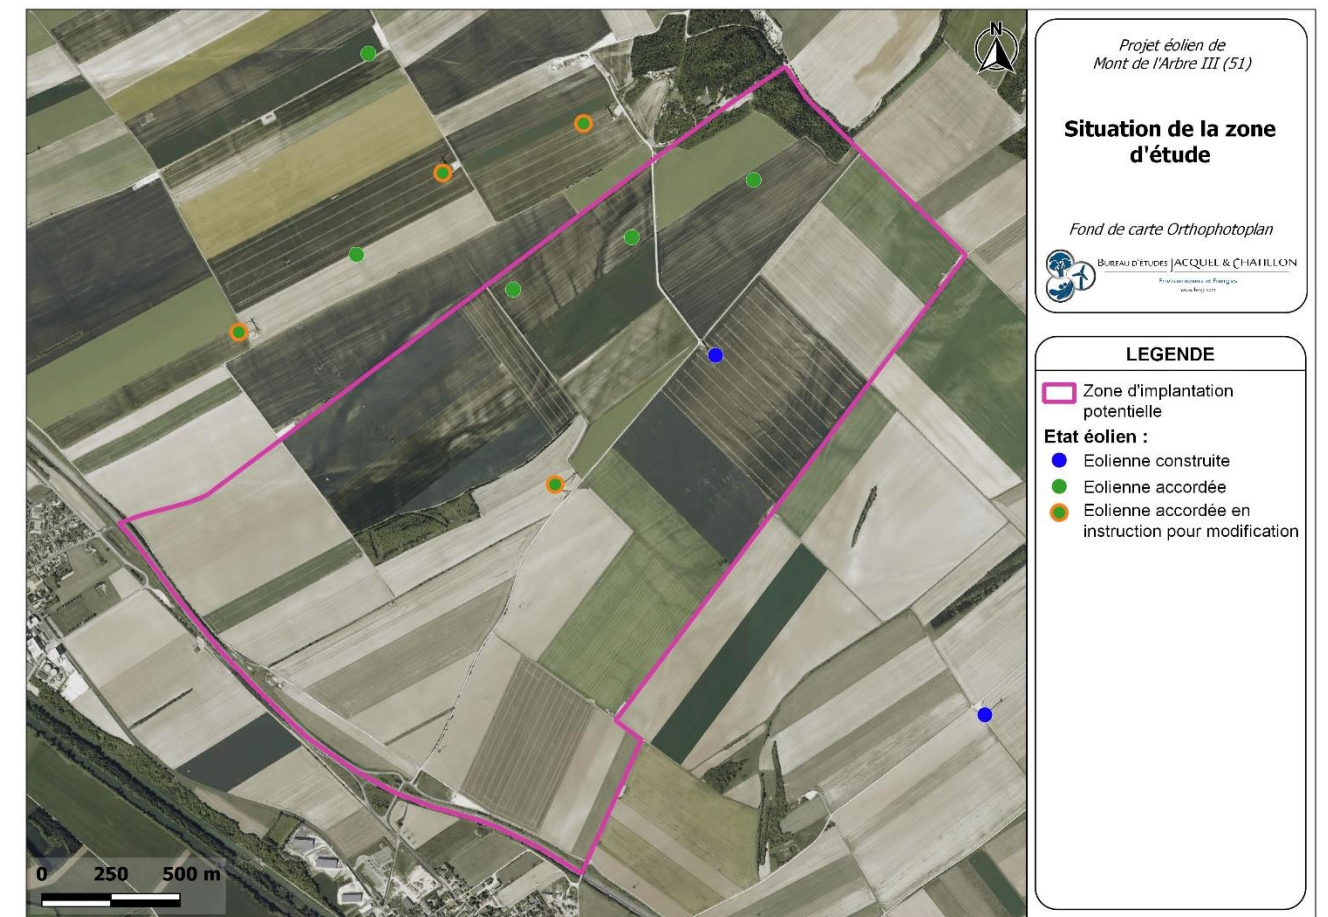 N
Projet éolien de
Mont de l'Arbre III (51)
Situation de la zone
d'étude
Fond de carte Orthophotoplan
BUREAU D'ÉTUDES JACQUEL & CHATILLON
LEGENDE
Zone d'implantation
potentielle
Etat éolien :
Eolienne construite
Eolienne accordée
Eolienne accordée en
instruction pour modification
0 250 500 m